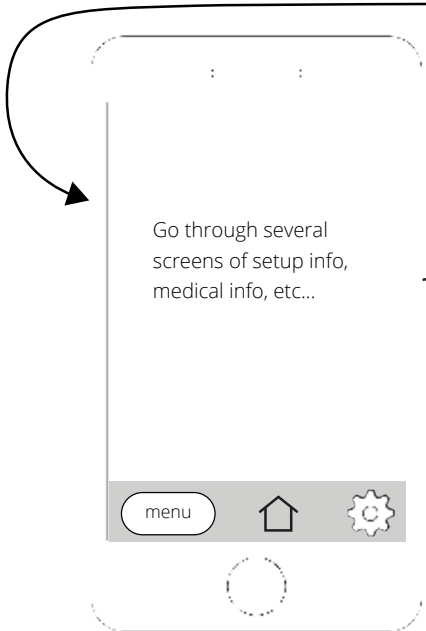 Go through several
screens of setup info,
medical info, etc...
menu